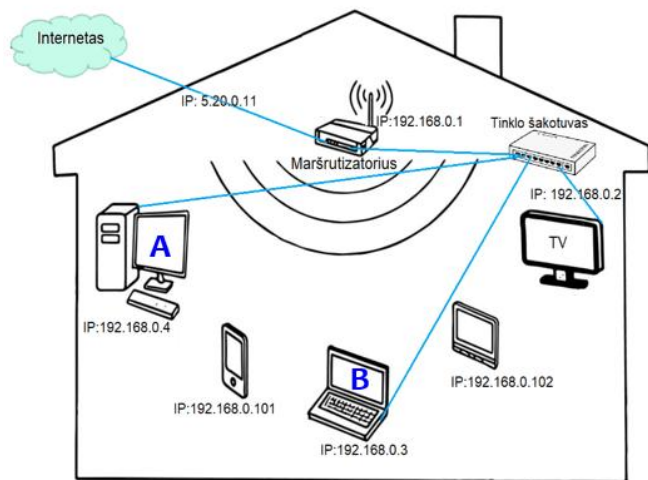 Internetas
IP: 5.20.0.11
IP:192.168.0.1
Tinklo šakotuvas
Maršrutizatorius
IP: 192.168.0.2
A
TV
IP:192.168.0.4
B
IP:192.168.0.102
IP:192.168.0.101
IP:192.168.0.3